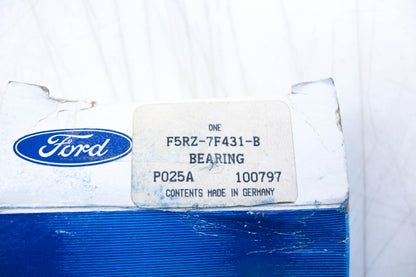 Ford
ONE
F5RZ-7F431-B
BEARING
P025A 100797
CONTENTS MADE IN GERMANY